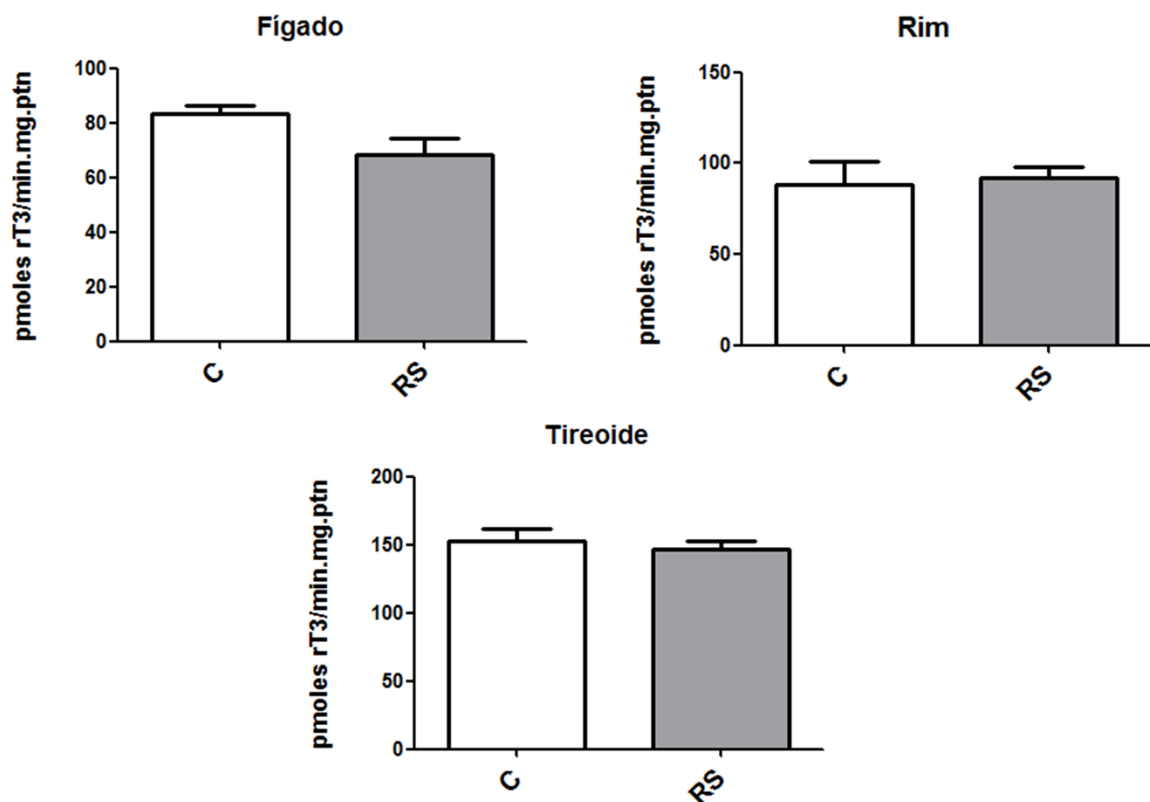 Fígado
pmoles rT3/min.mg.ptn
100
80
60
40
20
0
C
RS
Rim
pmoles rT3/min.mg.ptn
150
100
50
0
C
RS
Tireoide
pmoles rT3/min.mg.ptn
200
150
100
50
0
C
RS